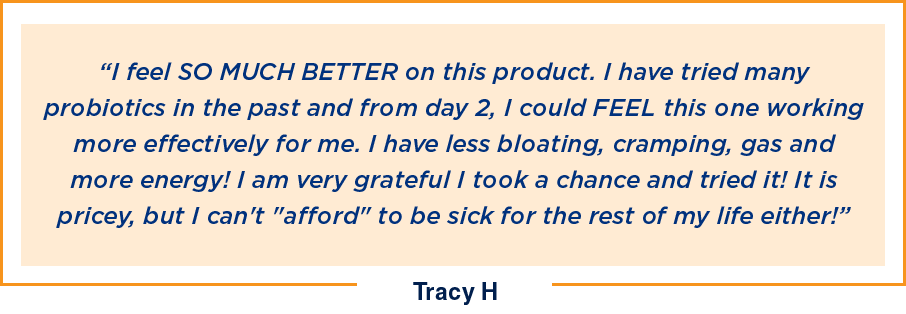 “I feel SO MUCH BETTER on this product. I have tried many
probiotics in the past and from day 2, I could FEEL this one working
more effectively for me. I have less bloating, cramping, gas and
more energy! I am very grateful I took a chance and tried it! It is
pricey, but I can't "afford" to be sick for the rest of my life either!”
Tracy H